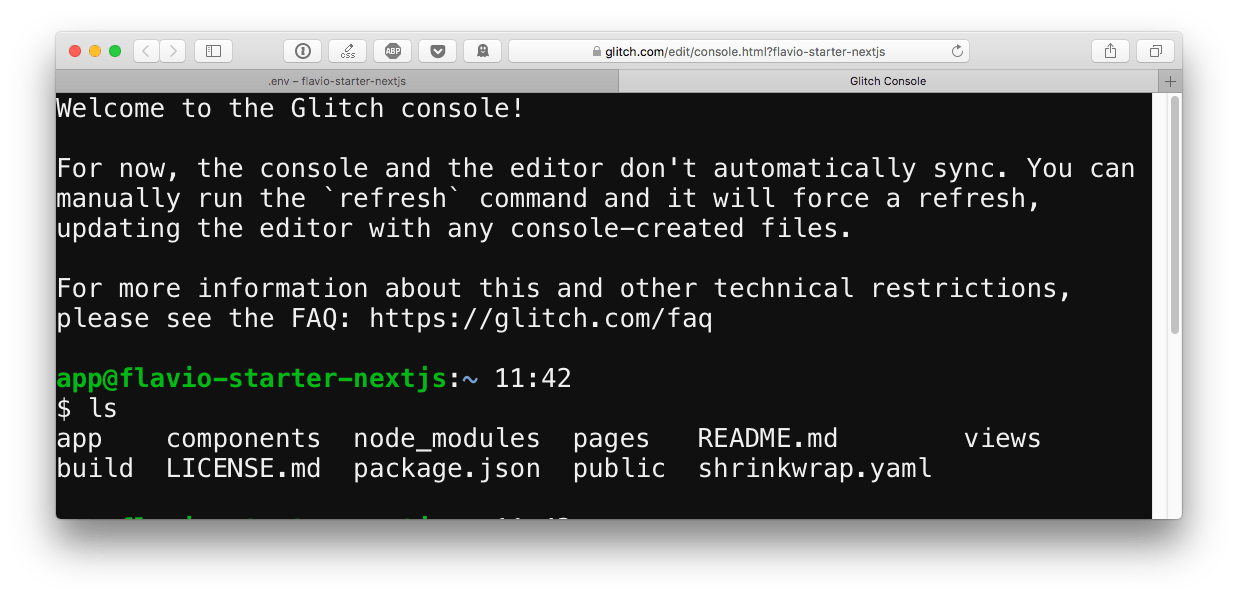 css
ABP
glitch.com/edit/console.html?flavio-starter-nextjs
.env – flavio-starter-nextjs
Glitch Console
Welcome to the Glitch console!
For now, the console and the editor don't automatically sync. You can
manually run the `refresh` command and it will force a refresh,
updating the editor with any console-created files.
For more information about this and other technical restrictions,
please see the FAQ: https://glitch.com/faq
app@flavio-starter-nextjs:~ 11:42
$ ls
app components node_modules pages README.md views
build LICENSE.md package.json public shrinkwrap.yaml